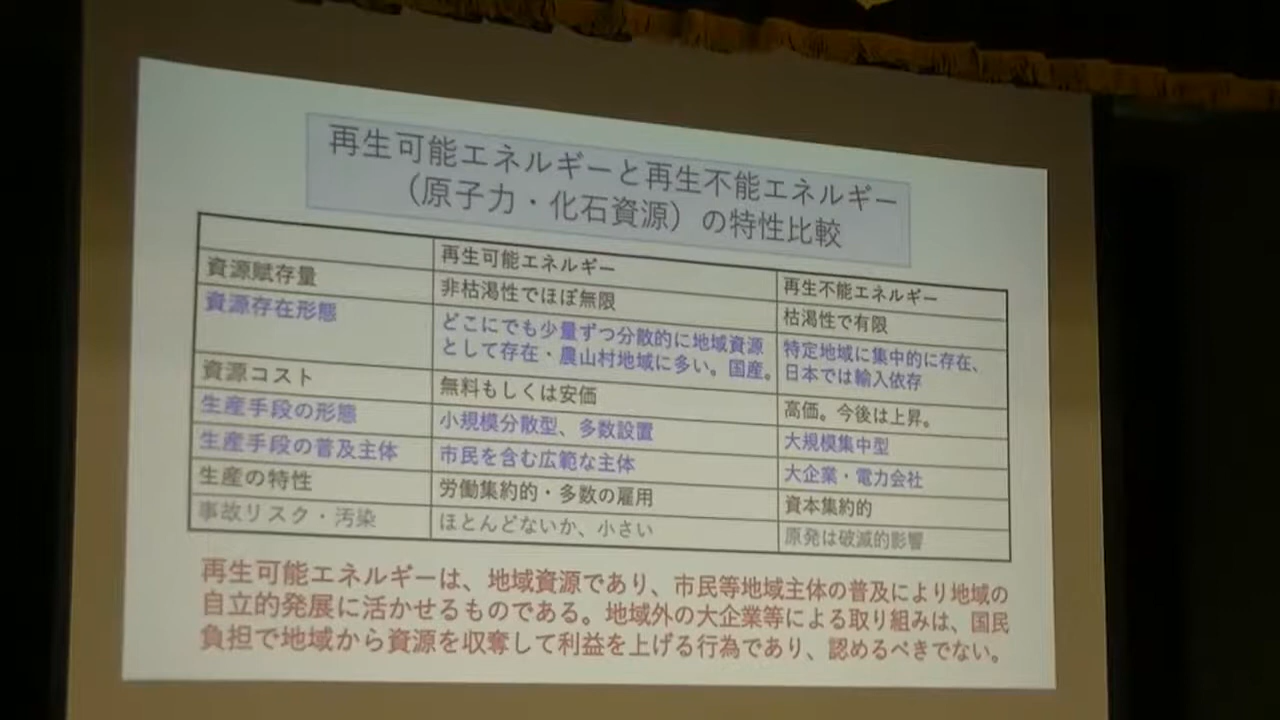 再生可能エネルギーと再生不能エネルギー
（原子力・化石資源）の特性比較
再生可能エネルギー
再生不能エネルギー
資源賦存量
非枯渇性でほぼ無限
枯渇性で有限
資源存在形態
どこにでも少量ずつ分散的に地域資源
として存在・農山村地域に多い。国産。
特定地域に集中的に存在、
日本では輸入依存
資源コスト
無料もしくは安価
高価。今後は上昇。
生産手段の形態
小規模分散型、多数設置
大規模集中型
生産手段の普及主体
市民を含む広範な主体
大企業・電力会社
生産の特性
労働集約的・多数の雇用
資本集約的
事故リスク・汚染
ほとんどないか、小さい
原発は破滅的影響
再生可能エネルギーは、地域資源であり、市民等地域主体の普及により地域の
自立的発展に活かせるものである。地域外の大企業等による取り組みは、国民
負担で地域から資源を収奪して利益を上げる行為であり、認めるべきでない。